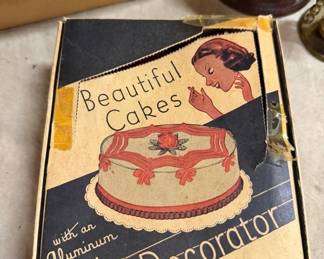 Beautiful
Cakes
with an
Aluminum
Decorator